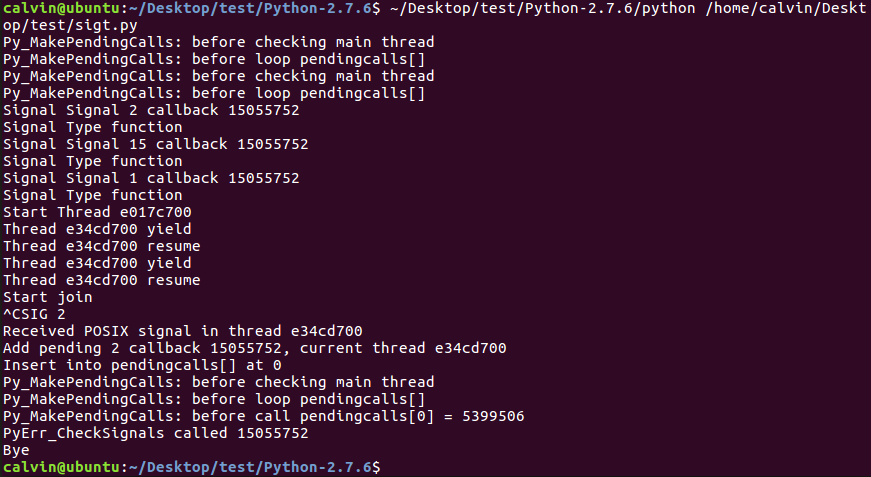 calvin@ubuntu:~/Desktop/test/Python-2.7.6$ ~/Desktop/test/Python-2.7.6/python /home/calvin/Deskt
op/test/sigt.py
Py_MakePendingCalls: before checking main thread
Py_MakePendingCalls: before loop pendingcalls[]
Py_MakePendingCalls: before checking main thread
Py_MakePendingCalls: before loop pendingcalls[]
Signal Signal 2 callback 15055752
Signal Type function
Signal Signal 15 callback 15055752
Signal Type function
Signal Signal 1 callback 15055752
Signal Type function
Start Thread e017c700
Thread e34cd700 yield
Thread e34cd700 resume
Thread e34cd700 yield
Thread e34cd700 resume
Start join
^CSIG 2
Received POSIX signal in thread e34cd700
Add pending 2 callback 15055752, current thread e34cd700
Insert into pendingcalls[] at 0
Py_MakePendingCalls: before checking main thread
Py_MakePendingCalls: before loop pendingcalls[]
Py_MakePendingCalls: before call pendingcalls[0] = 5399506
PyErr_CheckSignals called 15055752
Bye
calvin@ubuntu:~/Desktop/test/Python-2.7.6$